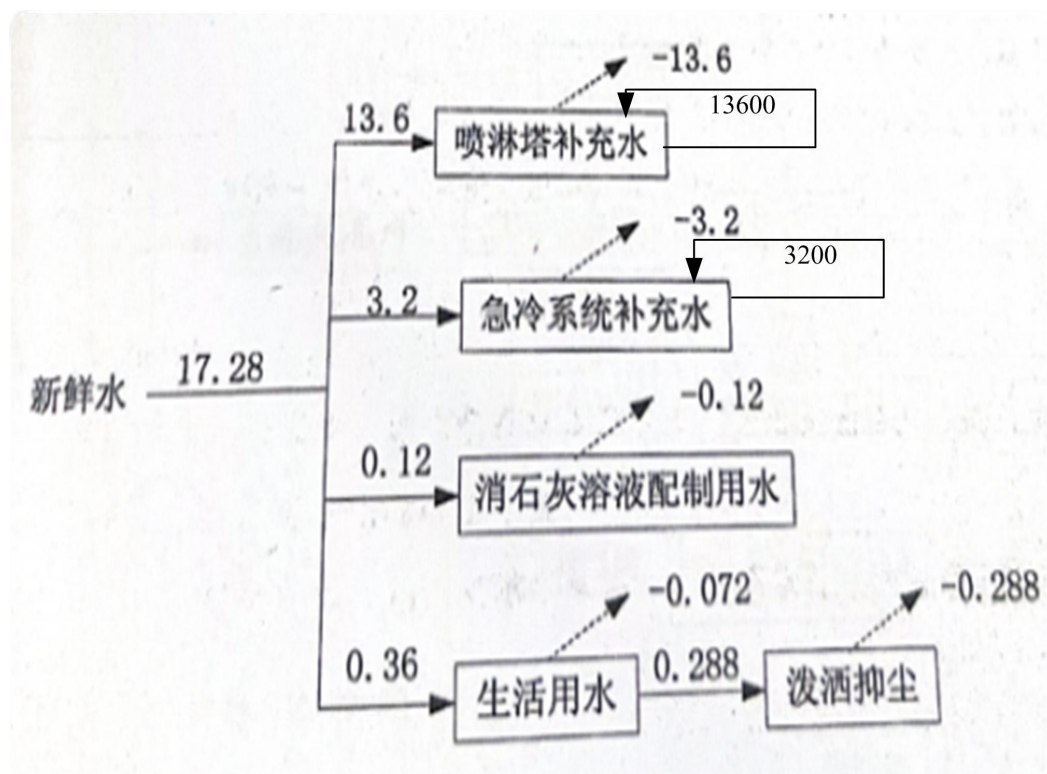 -13.6
13600
13.6
喷淋塔补充水
-3.2
3200
3.2
急冷系统补充水
17.28
新鲜水
-0.12
0.12
消石灰溶液配制用水
-0.072
-0.288
0.36
生活用水
0.288
泼洒抑尘